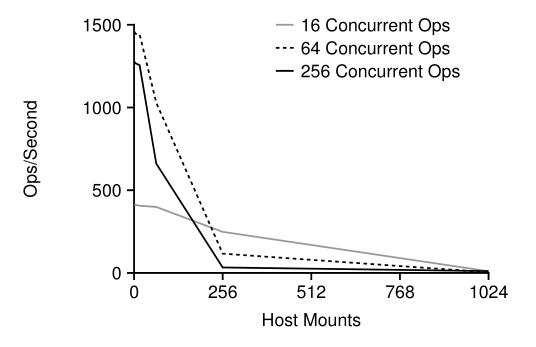 1500
1000
500
0
Ops/Second
16 Concurrent Ops
64 Concurrent Ops
256 Concurrent Ops
0 256 512 768 1024
Host Mounts